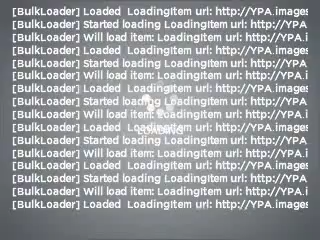 [BulkLoader] Loaded  LoadingItem url: http://YPA.images
[BulkLoader] Started loading LoadingItem url: http://YPA
[BulkLoader] Will load item: LoadingItem url: http://YPA.i
[BulkLoader] Loaded  LoadingItem url: http://YPA.images
[BulkLoader] Started loading LoadingItem url: http://YPA
[BulkLoader] Will load item: LoadingItem url: http://YPA.i
[BulkLoader] Loaded  LoadingItem url: http://YPA.images
[BulkLoader] Started loading LoadingItem url: http://YPA
[BulkLoader] Will load item: LoadingItem url: http://YPA.i
[BulkLoader] Loaded  LoadingItem url: http://YPA.images
LOADING
[BulkLoader] Started loading LoadingItem url: http://YPA
[BulkLoader] Will load item: LoadingItem url: http://YPA.i
[BulkLoader] Loaded  LoadingItem url: http://YPA.images
[BulkLoader] Started loading LoadingItem url: http://YPA
[BulkLoader] Will load item: LoadingItem url: http://YPA.i
[BulkLoader] Loaded  LoadingItem url: http://YPA.images